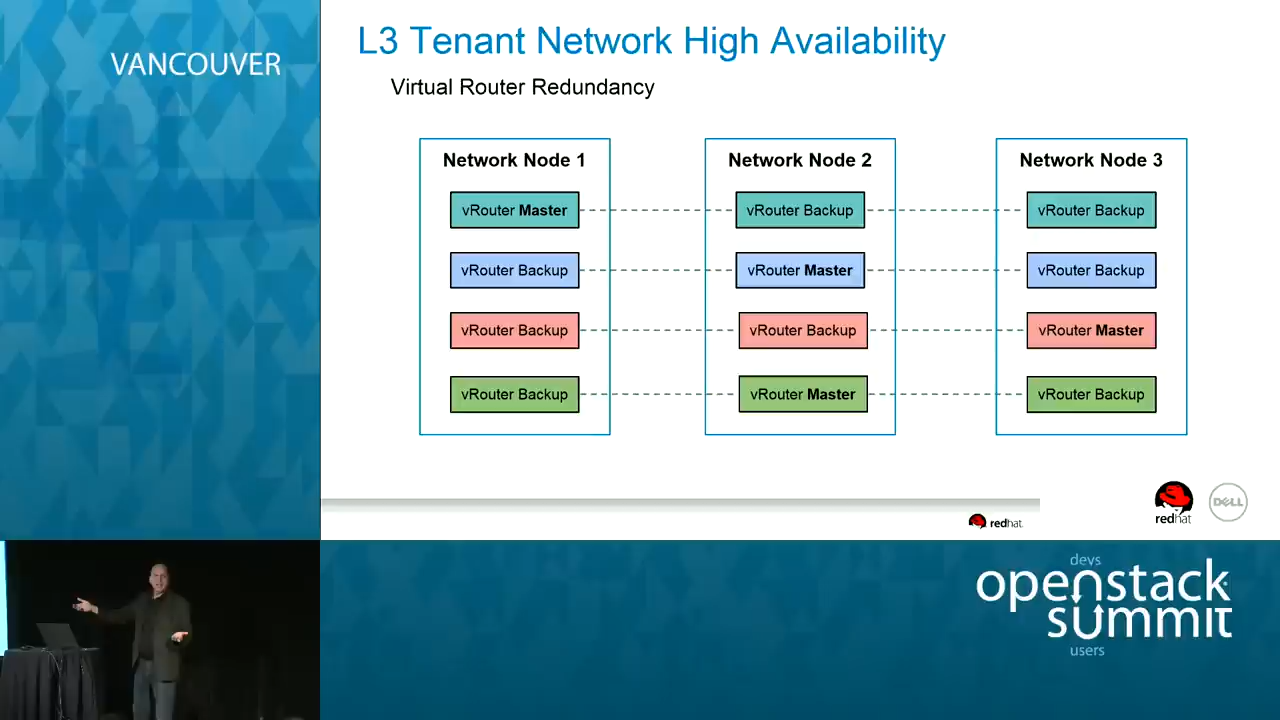 VANCOUVER
L3 Tenant Network High Availability
Virtual Router Redundancy
Network Node 1
vRouter Master
vRouter Backup
vRouter Backup
vRouter Backup
Network Node 2
vRouter Backup
vRouter Master
vRouter Backup
vRouter Master
Network Node 3
vRouter Backup
vRouter Backup
vRouter Master
vRouter Backup
redhat.
redhat
DELL
devs
openstack
summit
users